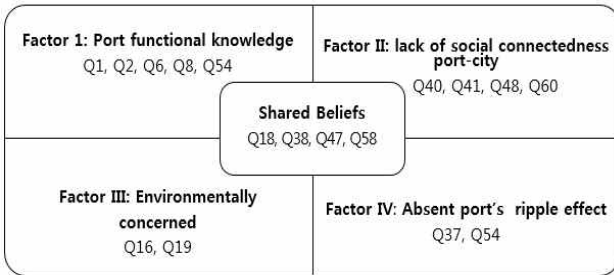 Factor 1: Port functional knowledge
Q1, Q2, Q6, Q8, Q54
Factor II: lack of social connectedness
port-city
Q40, Q41, Q48, Q60
Shared Beliefs
Q18, Q38, Q47, Q58
Factor III: Environmentally
concerned
Q16, Q19
Factor IV: Absent port's ripple effect
Q37, Q54